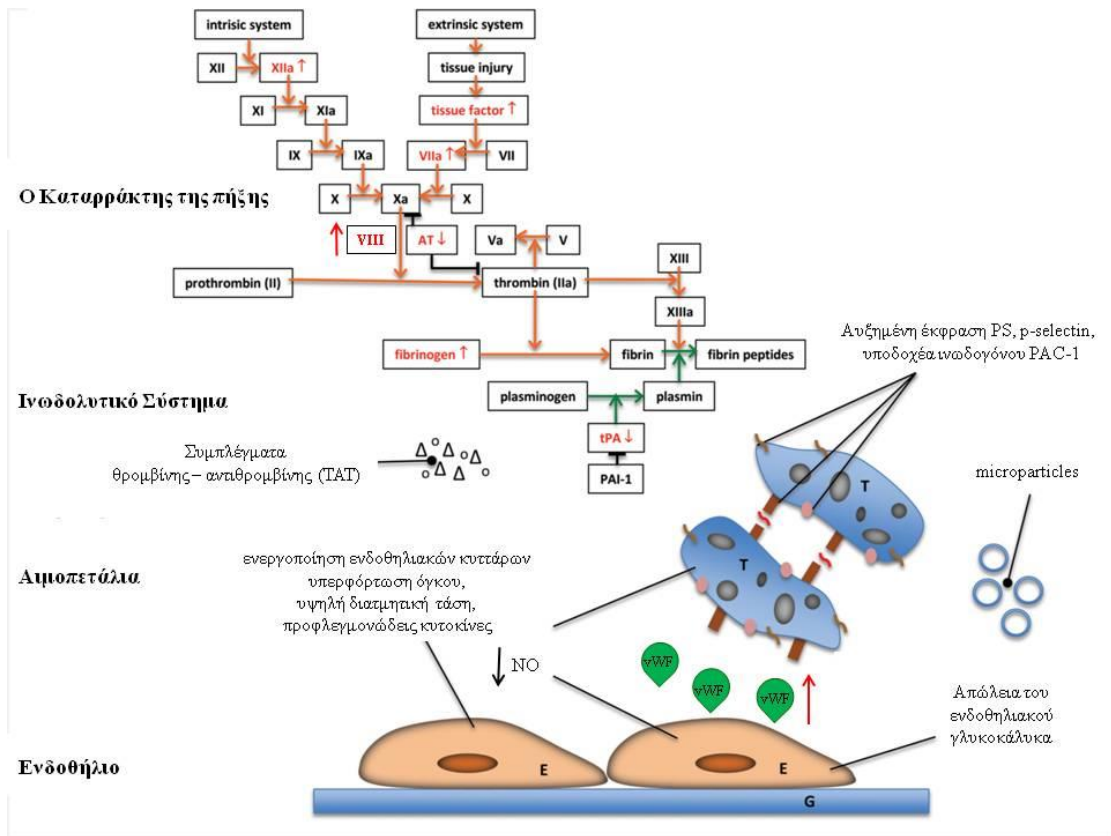 intrisic system
extrinsic system
XII
XIIa ↑
tissue injury
XI
XIa
tissue factor ↑
IX
IXa
VIIa ↑
VII
Ο Καταρράκτης της πήξης
X
Xa
X
↑ VIII
AT ↓
Va
V
XIII
prothrombin (II)
thrombin (IIa)
XIIIa
Αυξημένη έκφραση PS, p-selectin,
υποδοχέα ινωδογόνου PAC-1
fibrinogen ↑
fibrin
fibrin peptides
Ινωδολυτικό Σύστημα
plasminogen
plasmin
tPA ↓
PAI-1
Συμπλέγματα
θρομβίνης – αντιθρομβίνης (TAT)
microparticles
T
T
Αιμοπετάλια
ενεργοποίηση ενδοθηλιακών κυττάρων
υπερφόρτωση όγκου,
υψηλή διατμητική τάση,
προφλεγμονώδεις κυτοκίνες
↓ NO
vWF
vWF
vWF
↑
Απώλεια του
ενδοθηλιακού
γλυκοκάλυκα
Ενδοθήλιο
E
E
G